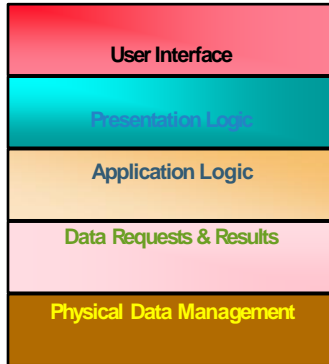 User Interface
Presentation Logic
Application Logic
Data Requests & Results
Physical Data Management